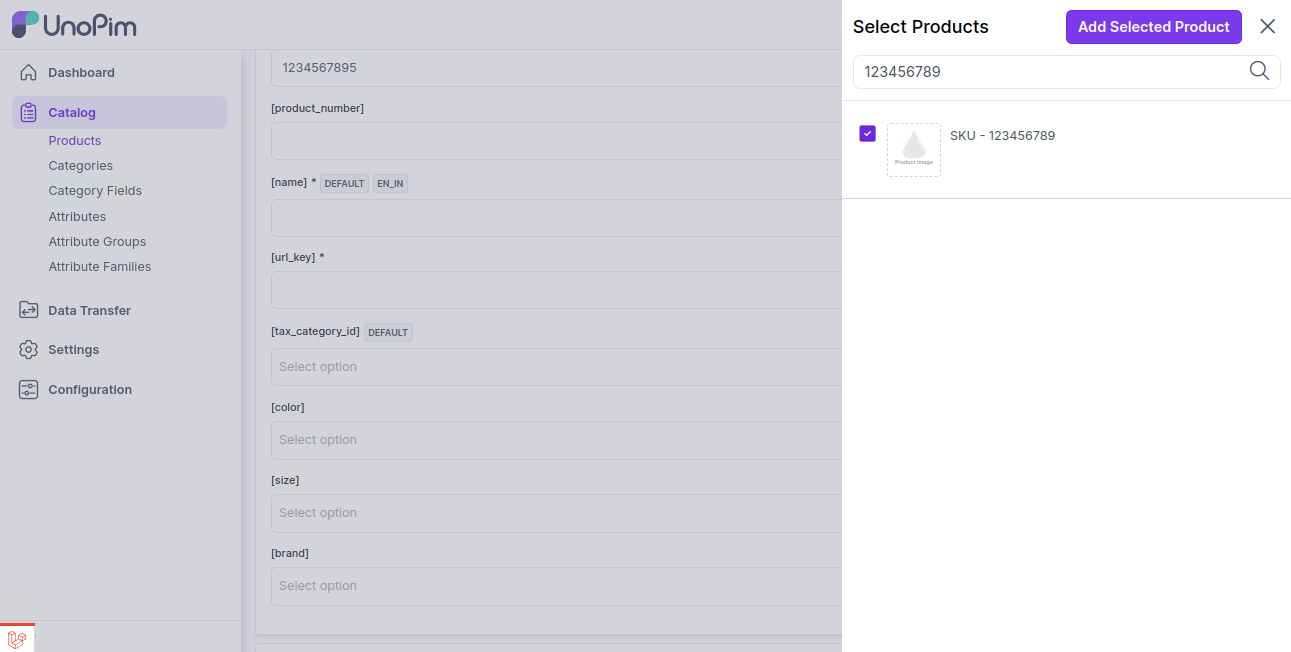 UnoPim
Dashboard
Catalog
Products
Categories
Category Fields
Attributes
Attribute Groups
Attribute Families
Data Transfer
Settings
Configuration
1234567895
[product_number]
[name] * DEFAULT EN_IN
[url_key] *
[tax_category_id] DEFAULT
Select option
[color]
Select option
[size]
Select option
[brand]
Select option
Select Products
Add Selected Product
123456789
Product Image
SKU - 123456789